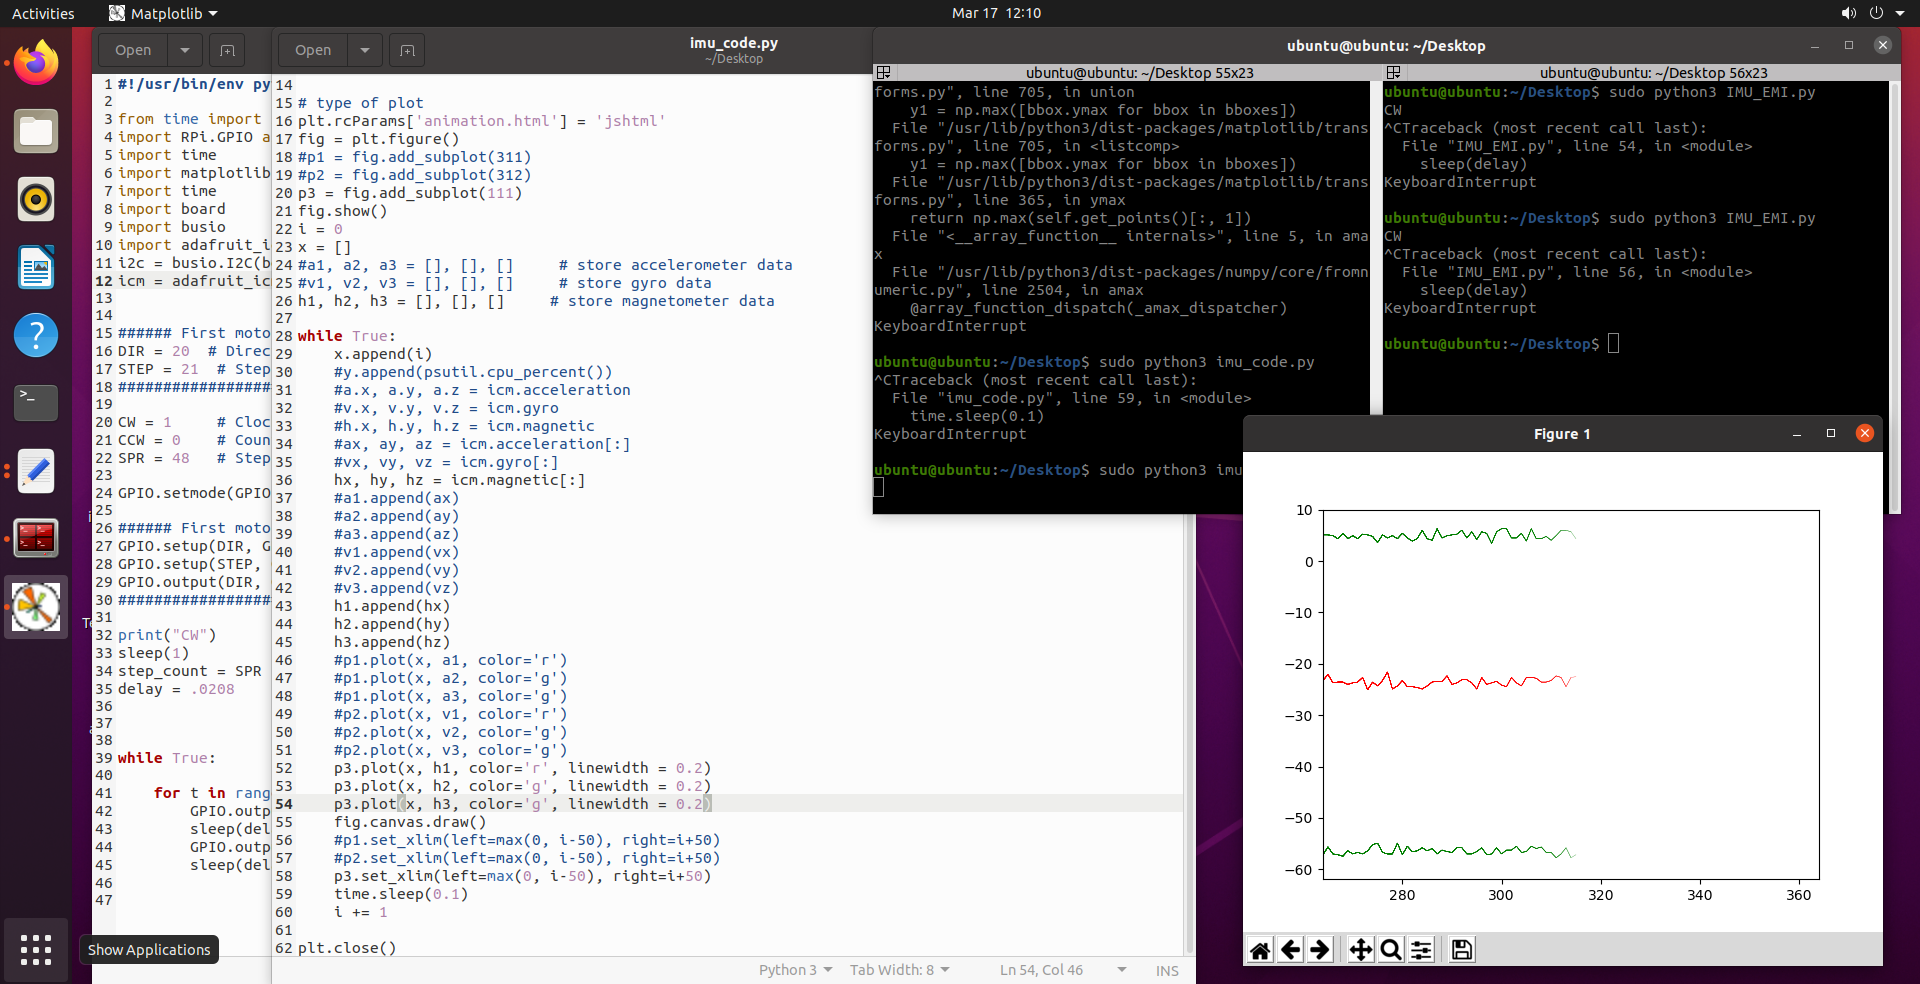 Activities
Matplotlib
Mar 17 12:10
Open
Open
imu_code.py
~/Desktop
1 #!/usr/bin/env py
2
3 from time import
4 import RPi.GPIO a
5 import time
6 import matplotlib
7 import time
8 import board
9 import busio
10 import adafruit_i
11 i2c = busio.I2C(b
12 icm = adafruit_ic
13
14
15 ###### First moto
16 DIR = 20  # Direc
17 STEP = 21  # Step
18 #################
19
20 CW = 1     # Cloc
21 CCW = 0    # Coun
22 SPR = 48   # Step
23
24 GPIO.setmode(GPIO
25
26 ###### First moto
27 GPIO.setup(DIR, G
28 GPIO.setup(STEP,
29 GPIO.output(DIR,
30 #################
31
32 print("CW")
33 sleep(1)
34 step_count = SPR
35 delay = .0208
36
37
38
39 while True:
40
41     for t in rang
42         GPIO.outp
43         sleep(del
44         GPIO.outp
45         sleep(del
46
47
14
15 # type of plot
16 plt.rcParams['animation.html'] = 'jshtml'
17 fig = plt.figure()
18 #p1 = fig.add_subplot(311)
19 #p2 = fig.add_subplot(312)
20 p3 = fig.add_subplot(111)
21 fig.show()
22 i = 0
23 x = []
24 #a1, a2, a3 = [], [], []     # store accelerometer data
25 #v1, v2, v3 = [], [], []     # store gyro data
26 h1, h2, h3 = [], [], []     # store magnetometer data
27
28 while True:
29     x.append(i)
30     #y.append(psutil.cpu_percent())
31     #a.x, a.y, a.z = icm.acceleration
32     #v.x, v.y, v.z = icm.gyro
33     #h.x, h.y, h.z = icm.magnetic
34     #ax, ay, az = icm.acceleration[:]
35     #vx, vy, vz = icm.gyro[:]
36     hx, hy, hz = icm.magnetic[:]
37     #a1.append(ax)
38     #a2.append(ay)
39     #a3.append(az)
40     #v1.append(vx)
41     #v2.append(vy)
42     #v3.append(vz)
43     h1.append(hx)
44     h2.append(hy)
45     h3.append(hz)
46     #p1.plot(x, a1, color='r')
47     #p1.plot(x, a2, color='g')
48     #p1.plot(x, a3, color='g')
49     #p2.plot(x, v1, color='r')
50     #p2.plot(x, v2, color='g')
51     #p2.plot(x, v3, color='g')
52     p3.plot(x, h1, color='r', linewidth = 0.2)
53     p3.plot(x, h2, color='g', linewidth = 0.2)
54     p3.plot(x, h3, color='g', linewidth = 0.2)
55     fig.canvas.draw()
56     #p1.set_xlim(left=max(0, i-50), right=i+50)
57     #p2.set_xlim(left=max(0, i-50), right=i+50)
58     p3.set_xlim(left=max(0, i-50), right=i+50)
59     time.sleep(0.1)
60     i += 1
61
62 plt.close()
Python 3
Tab Width: 8
Ln 54, Col 46
INS
ubuntu@ubuntu: ~/Desktop
ubuntu@ubuntu: ~/Desktop 55x23
forms.py", line 705, in union
    y1 = np.max([bbox.ymax for bbox in bboxes])
  File "/usr/lib/python3/dist-packages/matplotlib/trans
forms.py", line 705, in <listcomp>
    y1 = np.max([bbox.ymax for bbox in bboxes])
  File "/usr/lib/python3/dist-packages/matplotlib/trans
forms.py", line 365, in ymax
    return np.max(self.get_points()[:, 1])
  File "<__array_function__ internals>", line 5, in ama
x
  File "/usr/lib/python3/dist-packages/numpy/core/fromn
umeric.py", line 2504, in amax
    @array_function_dispatch(_amax_dispatcher)
KeyboardInterrupt
ubuntu@ubuntu:~/Desktop$ sudo python3 imu_code.py
^CTraceback (most recent call last):
  File "imu_code.py", line 59, in <module>
    time.sleep(0.1)
KeyboardInterrupt
ubuntu@ubuntu:~/Desktop$ sudo python3 imu
ubuntu@ubuntu: ~/Desktop 56x23
ubuntu@ubuntu:~/Desktop$ sudo python3 IMU_EMI.py
CW
^CTraceback (most recent call last):
  File "IMU_EMI.py", line 54, in <module>
    sleep(delay)
KeyboardInterrupt
ubuntu@ubuntu:~/Desktop$ sudo python3 IMU_EMI.py
CW
^CTraceback (most recent call last):
  File "IMU_EMI.py", line 56, in <module>
    sleep(delay)
KeyboardInterrupt
ubuntu@ubuntu:~/Desktop$
Figure 1
10
0
−10
−20
−30
−40
−50
−60
280 300 320 340 360
Show Applications